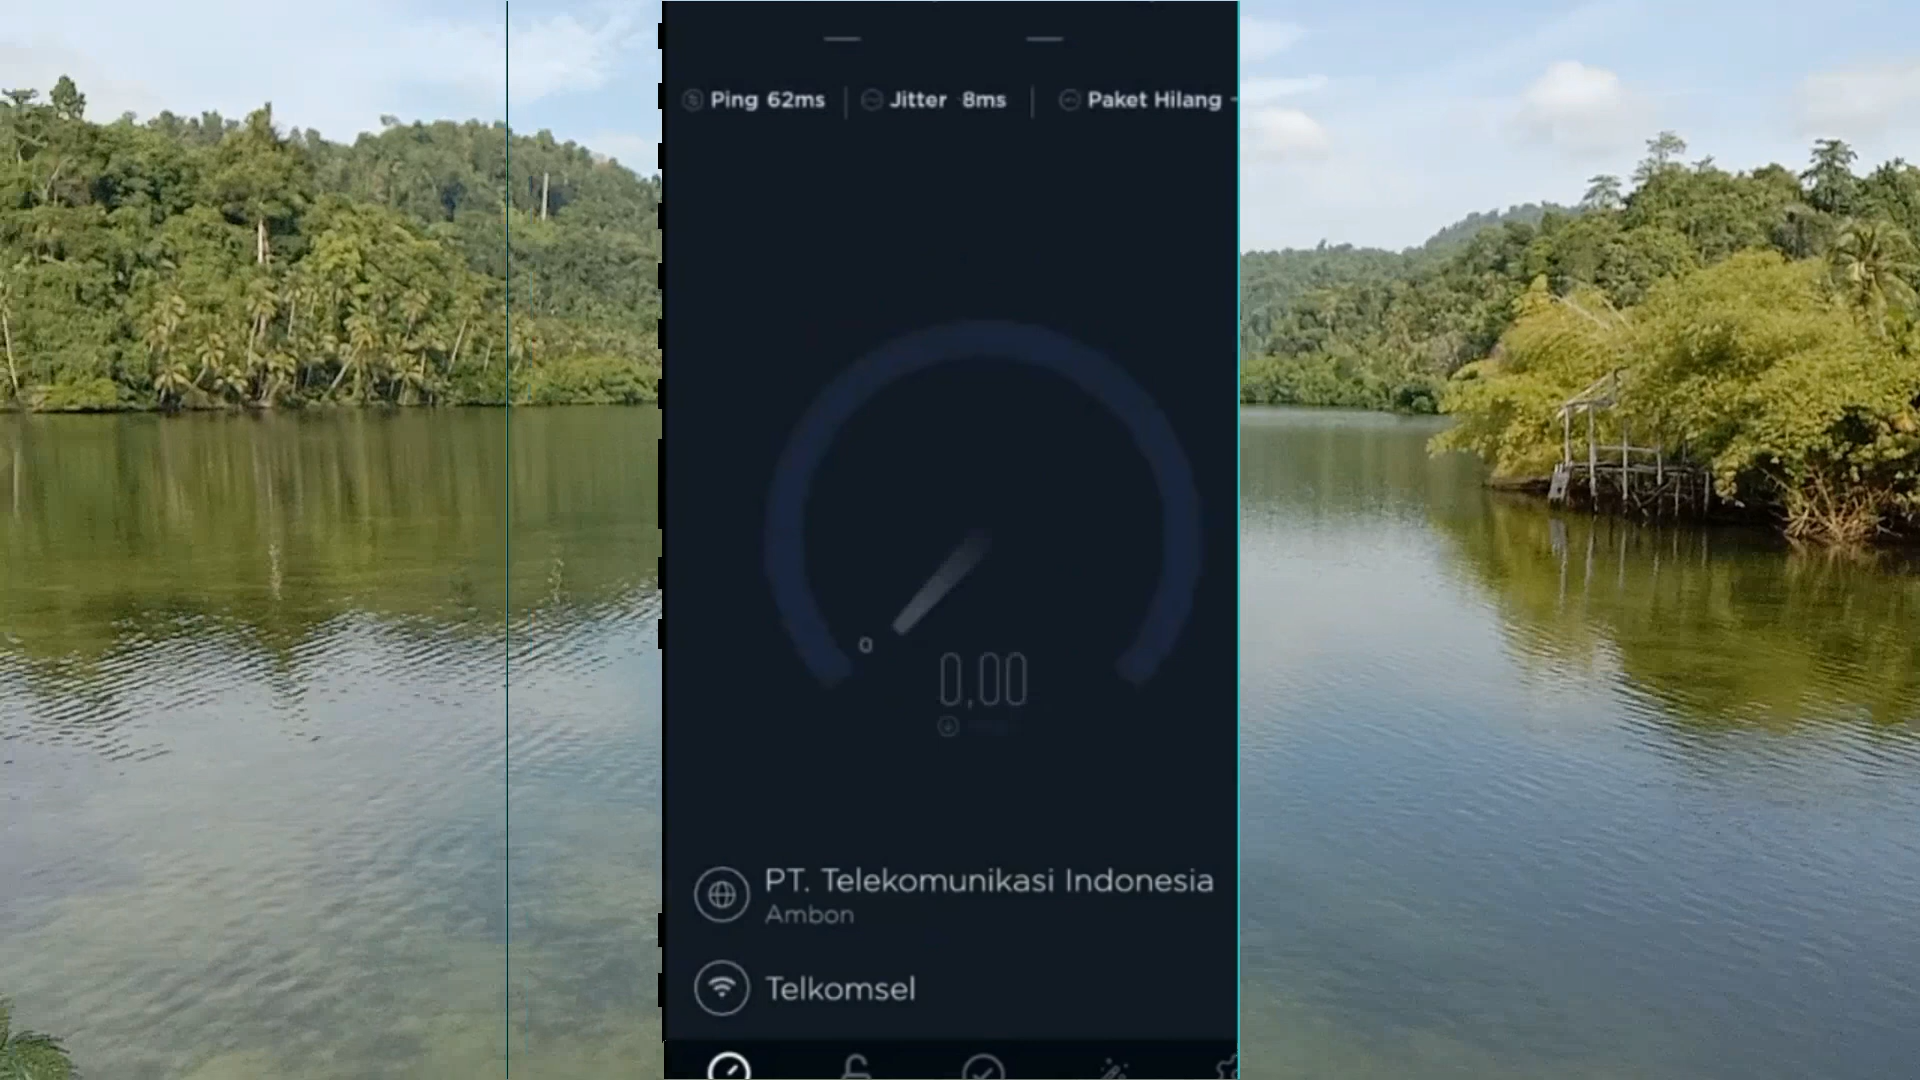 Ping 62ms
Jitter 8ms
Paket Hilang -
0
0,00
PT. Telekomunikasi Indonesia
Ambon
Telkomsel